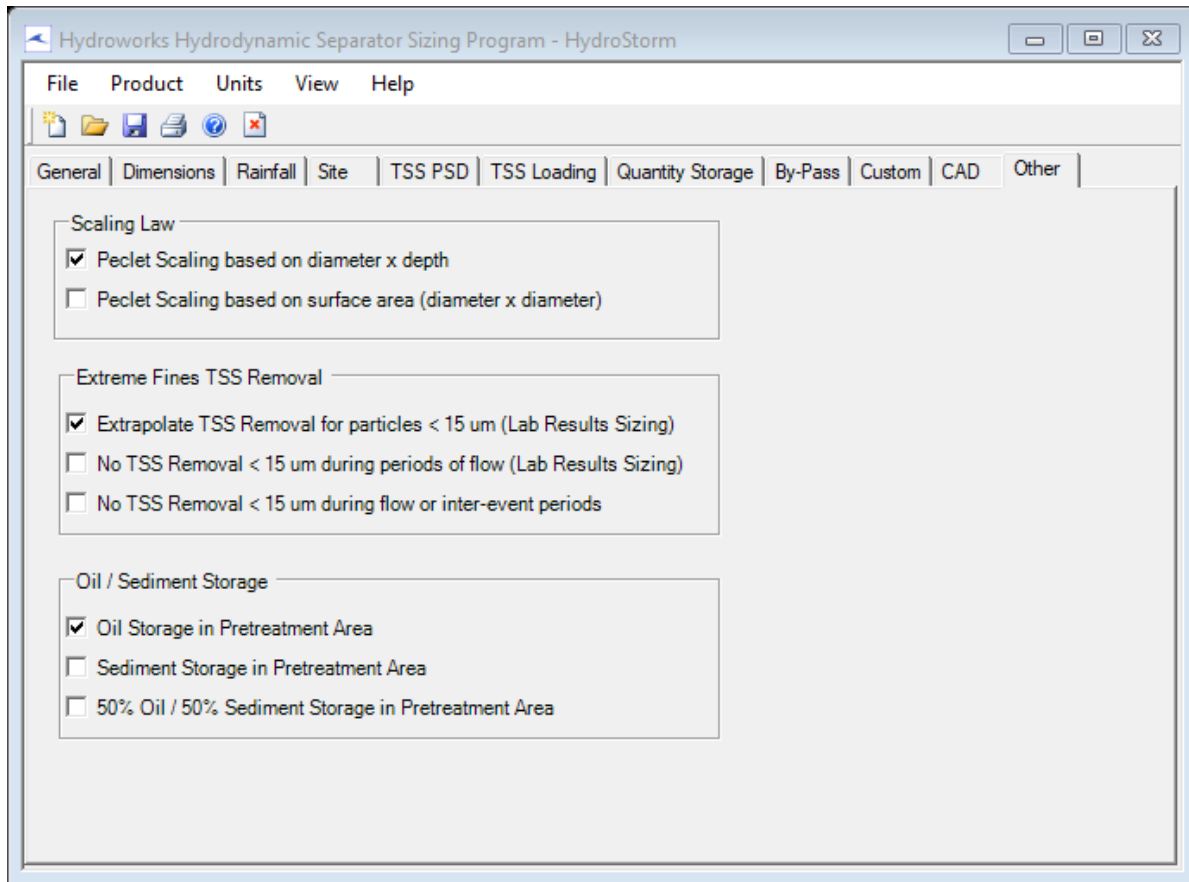 Hydroworks Hydrodynamic Separator Sizing Program - HydroStorm
File Product Units View Help
General Dimensions Rainfall Site TSS PSD TSS Loading Quantity Storage By-Pass Custom CAD Other
Scaling Law
Peclet Scaling based on diameter x depth
Peclet Scaling based on surface area (diameter x diameter)
Extreme Fines TSS Removal
Extrapolate TSS Removal for particles < 15 um (Lab Results Sizing)
No TSS Removal < 15 um during periods of flow (Lab Results Sizing)
No TSS Removal < 15 um during flow or inter-event periods
Oil / Sediment Storage
Oil Storage in Pretreatment Area
Sediment Storage in Pretreatment Area
50% Oil / 50% Sediment Storage in Pretreatment Area